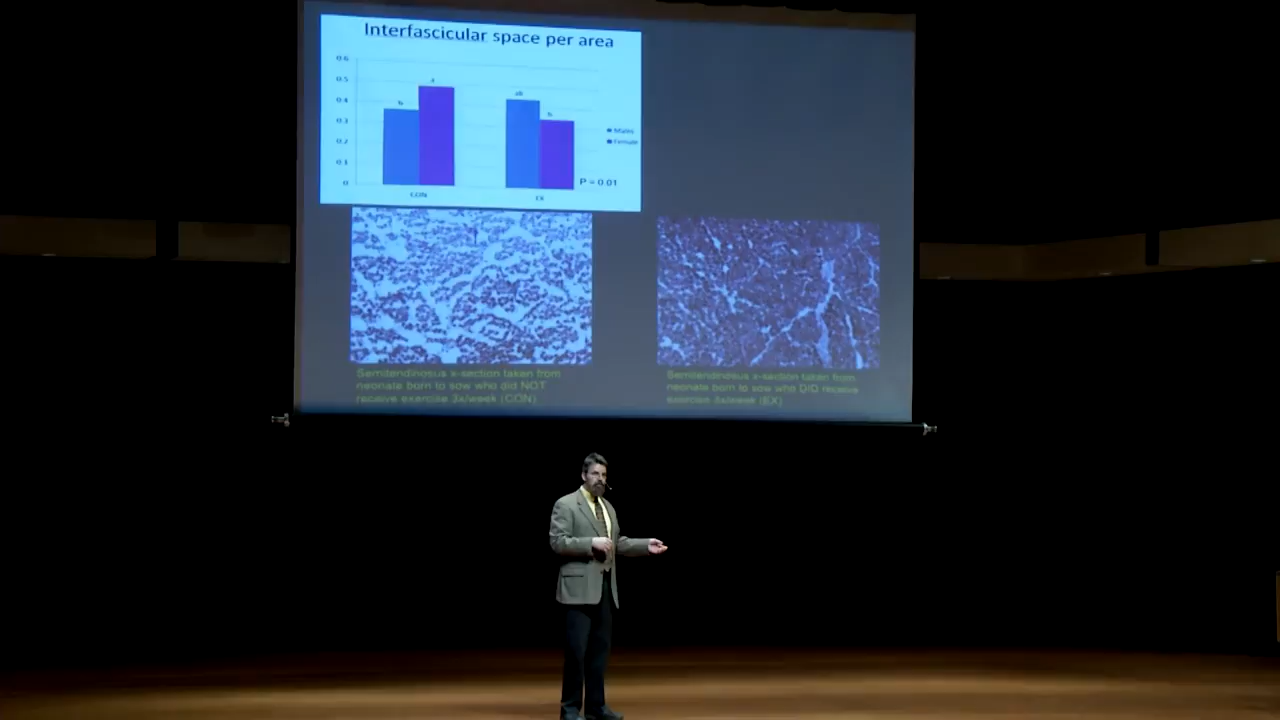 Interfascicular space per area
0.6
0.5
0.4
0.3
0.2
0.1
0
b
a
ab
b
CON
EX
Males
Female
P = 0.01
Semitendinosus x-section taken from
neonate born to sow who did NOT
receive exercise 3x/week (CON)
Semitendinosus x-section taken from
neonate born to sow who DID receive
exercise 3x/week (EX)